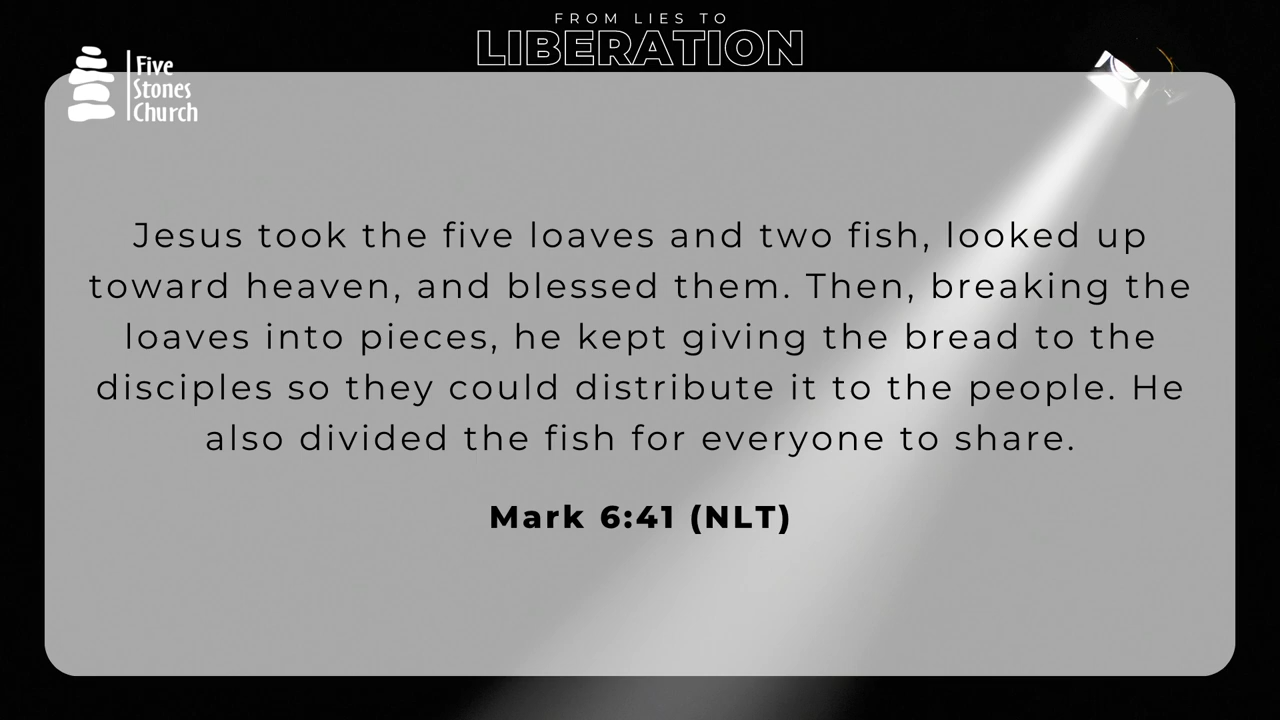 FROM LIES TO
LIBERATION
Five
Stones
Church
Jesus took the five loaves and two fish, looked up
toward heaven, and blessed them. Then, breaking the
loaves into pieces, he kept giving the bread to the
disciples so they could distribute it to the people. He
also divided the fish for everyone to share.
Mark 6:41 (NLT)